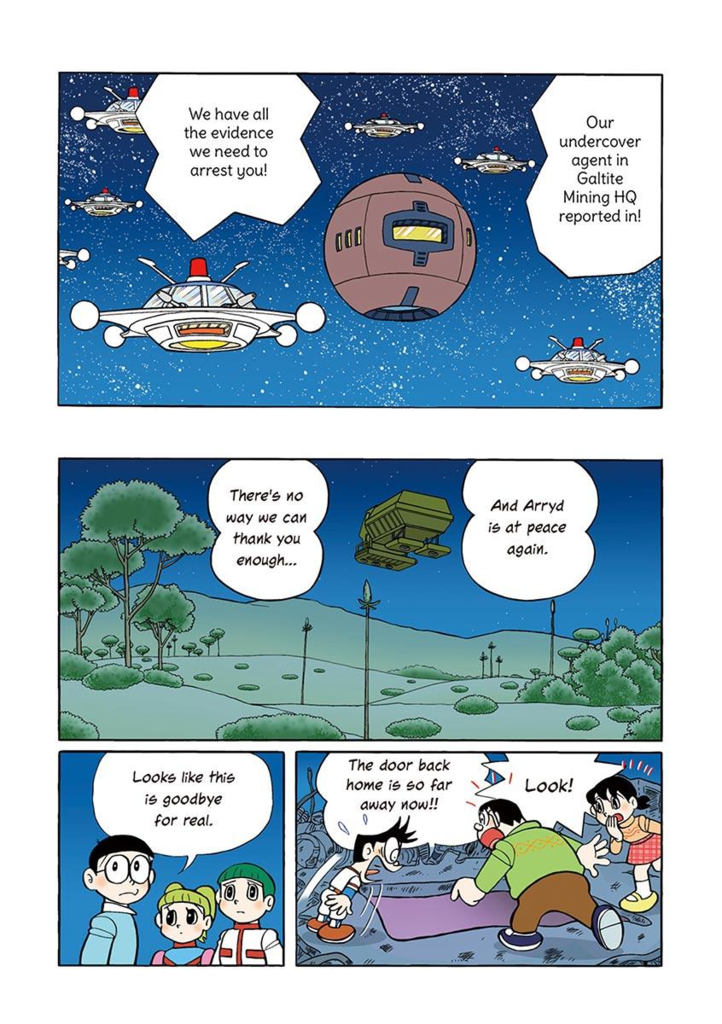 Our
undercover
agent in
Galtite
Mining HQ
reported in!
We have all
the evidence
we need to
arrest you!
And Arryd
is at peace
again.
There's no
way we can
thank you
enough...
Look!
The door back
home is so far
away now!!
Looks like this
is goodbye
for real.